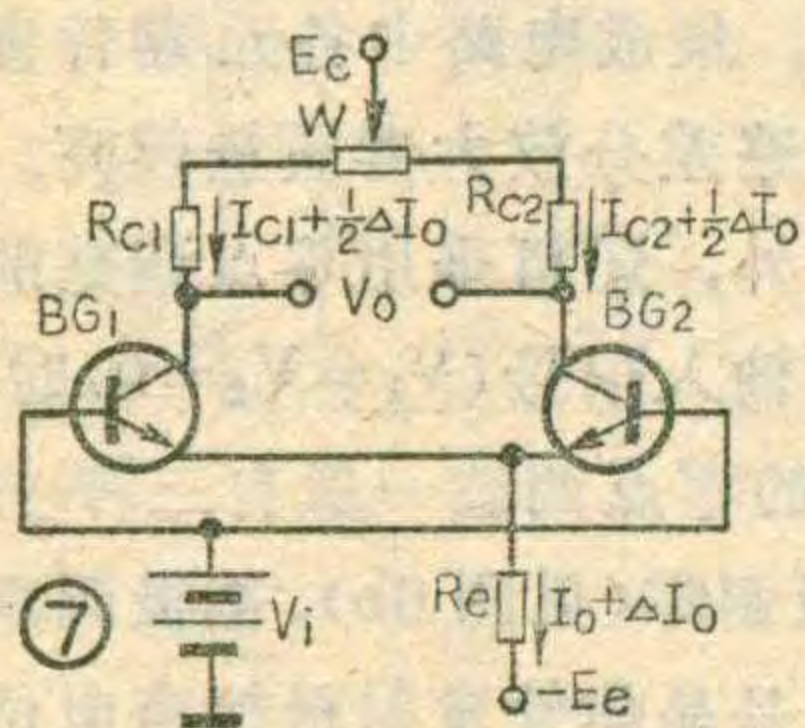 Ec
W
RC1
IC1+½ΔI0
RC2
IC2+½ΔI0
V0
BG1
BG2
⑦
Vi
Re
I0+ΔI0
-Ee